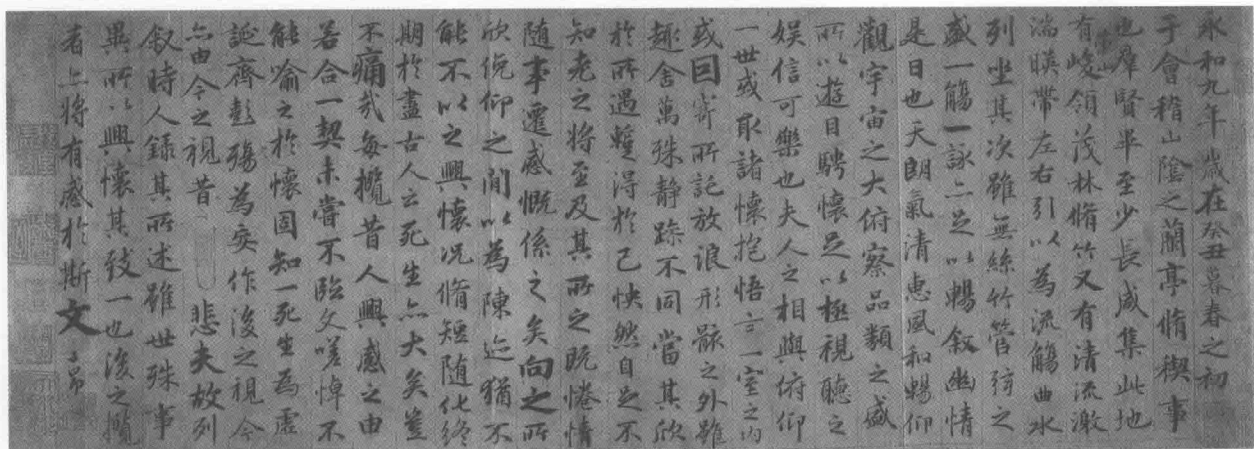 永和九年歲在癸丑暮春之初
于會稽山陰之蘭亭脩稧事
也羣賢畢至少長咸集此地
有崇山峻領茂林脩竹又有清流激
湍暎帶左右引以為流觴曲水
列坐其次雖無絲竹管弦之
盛一觴一詠亦足以暢叙幽情
是日也天朗氣清惠風和暢仰
觀宇宙之大俯察品類之盛
所以遊目騁懷足以極視聽之
娛信可樂也夫人之相與俯仰
一世或取諸懷抱悟言一室之内
或因寄所託放浪形骸之外雖
趣舍萬殊静躁不同當其欣
於所遇蹔得於己怏然自足不
知老之將至及其所之既惓情
随事遷感慨係之矣向之所
欣俛仰之閒以為陳迹猶不
能不以之興懷况脩短随化終
期於盡古人云死生亦大矣豈
不痛哉每攬昔人興感之由
若合一契未嘗不臨文嗟悼不
能喻之於懷固知一死生為虚
誕齊彭殤為妄作後之視今
亦由今之視昔 悲夫故列
叙時人錄其所述雖世殊事
異所以興懷其致一也後之攬
者亦將有感於斯文 子昂